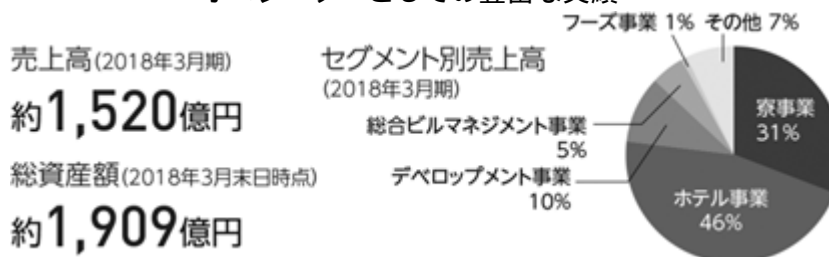 売上高(2018年3月期)
約1,520億円
総資産額(2018年3月末日時点)
約1,909億円
セグメント別売上高
(2018年3月期)
フーズ事業 1%
その他 7%
総合ビルマネジメント事業
5%
デベロップメント事業
10%
寮事業
31%
ホテル事業
46%